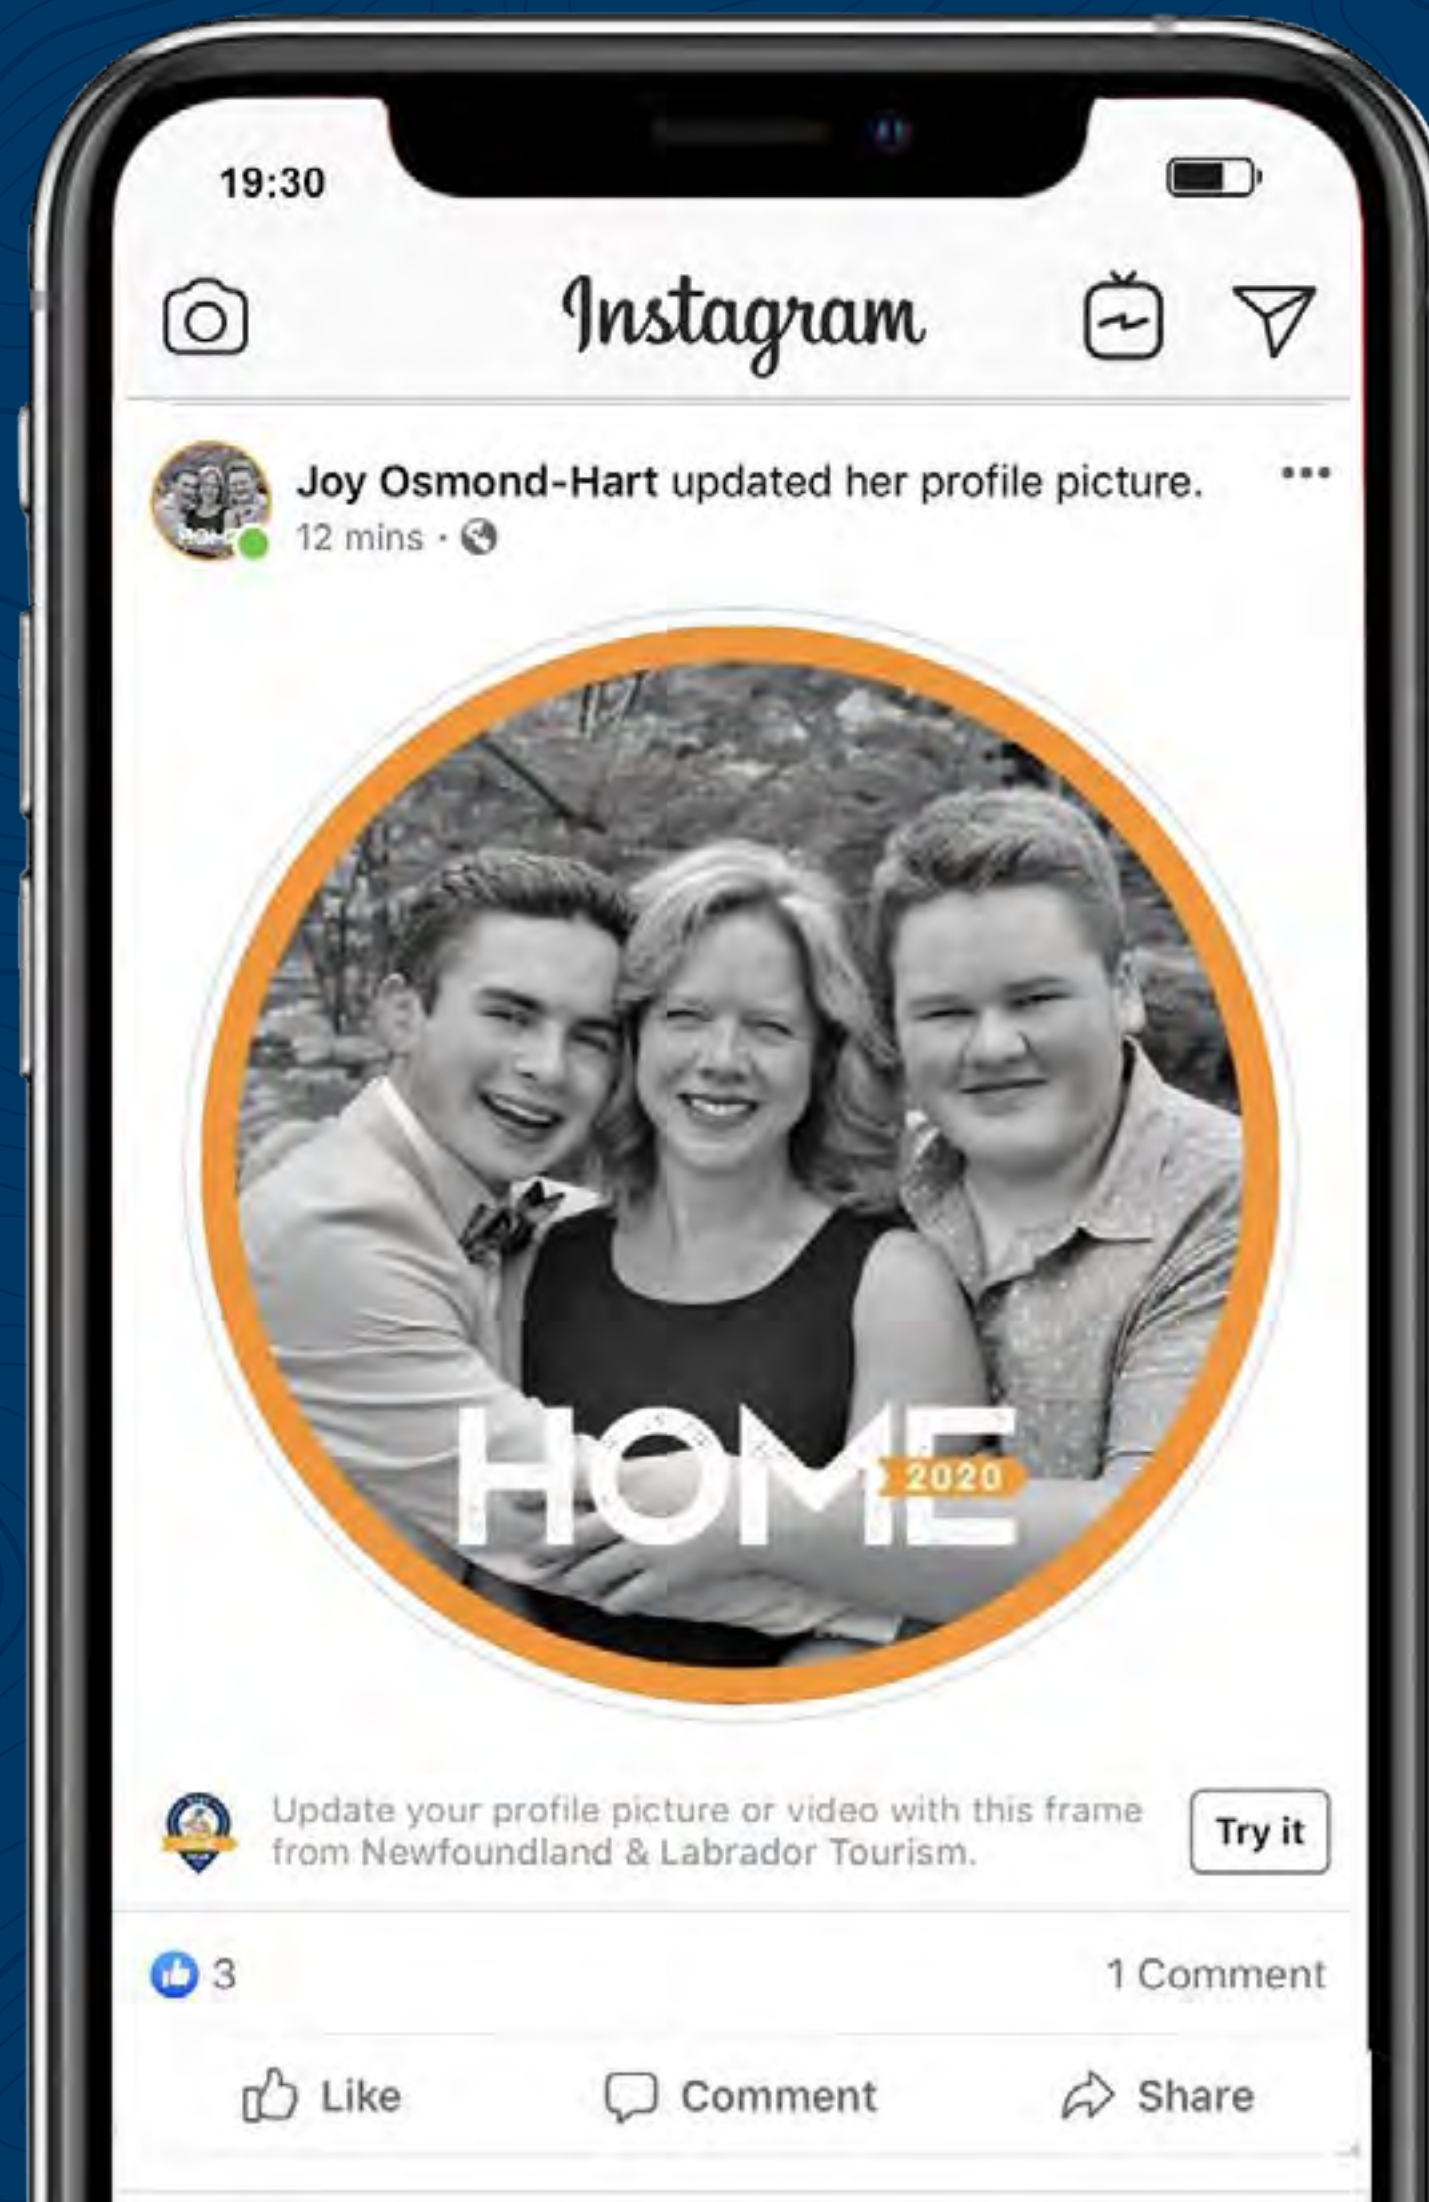 19:30
Instagram
Joy Osmond-Hart updated her profile picture.
12 mins ·
HOME
2020
Update your profile picture or video with this frame
from Newfoundland & Labrador Tourism.
Try it
3
1 Comment
Like
Comment
Share